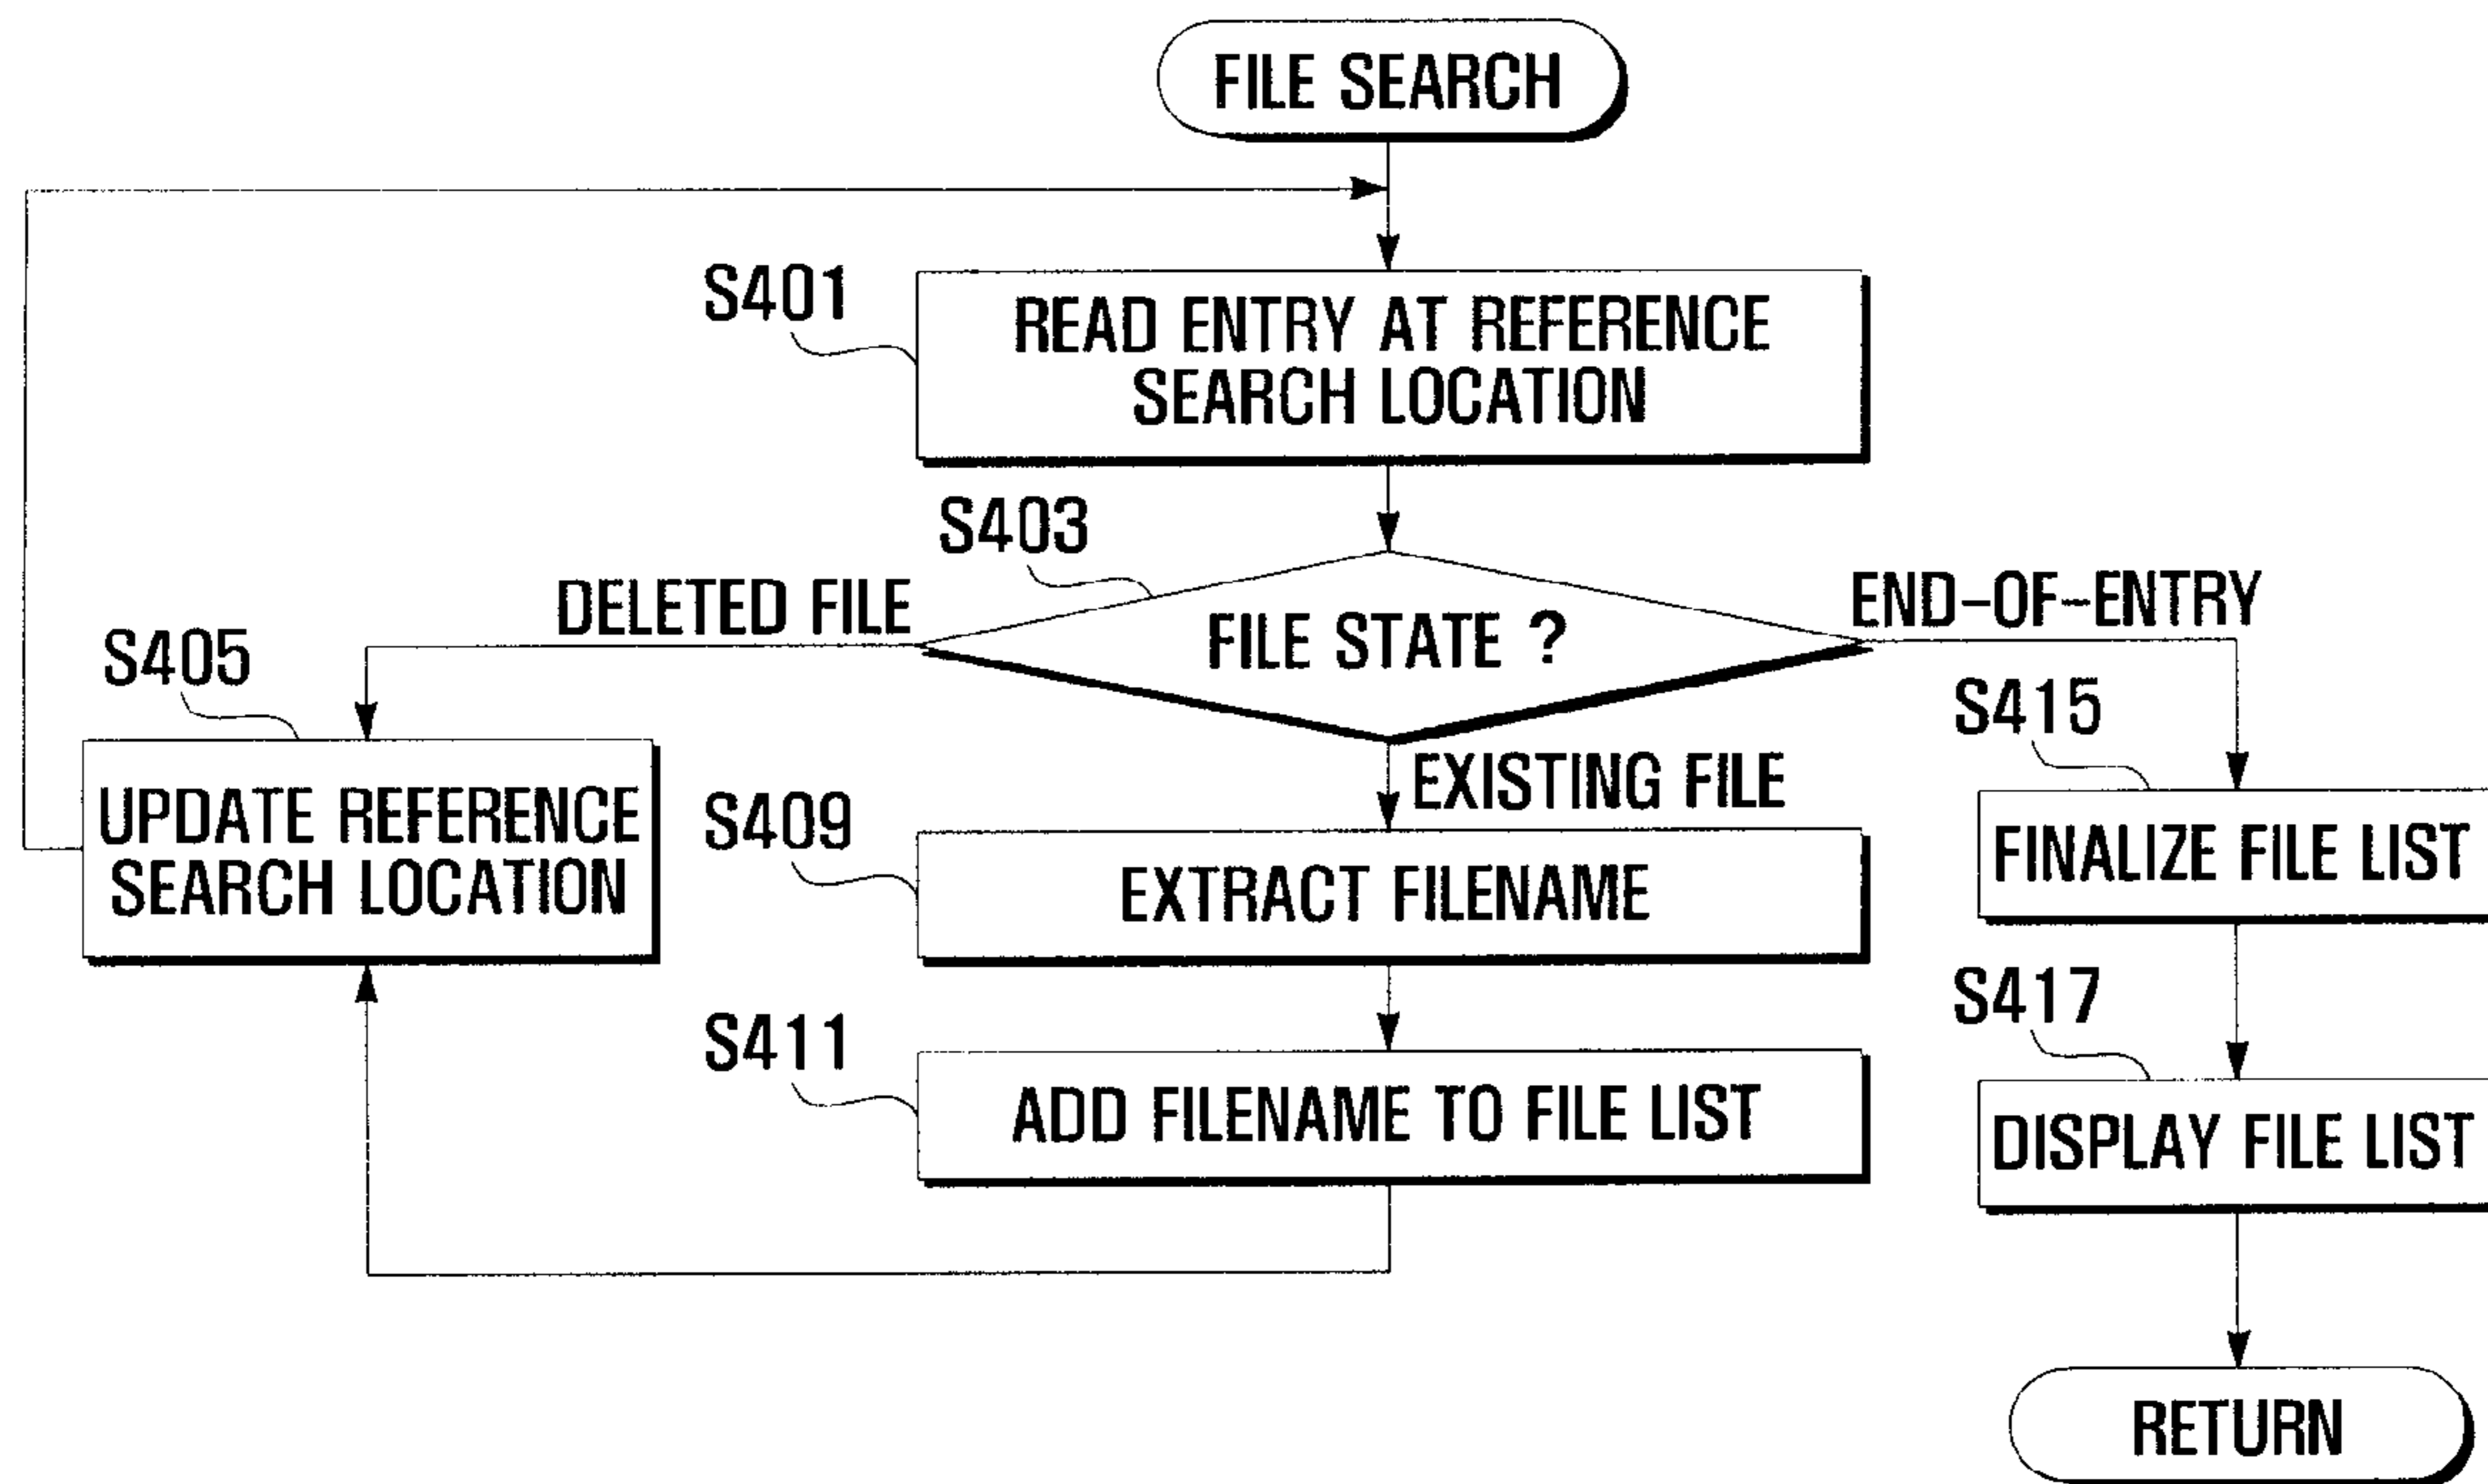 FILE SEARCH
S401
READ ENTRY AT REFERENCE
SEARCH LOCATION
S403
DELETED FILE
FILE STATE ?
END-OF-ENTRY
S405
UPDATE REFERENCE
SEARCH LOCATION
EXISTING FILE
S409
EXTRACT FILENAME
S411
ADD FILENAME TO FILE LIST
S415
FINALIZE FILE LIST
S417
DISPLAY FILE LIST
RETURN